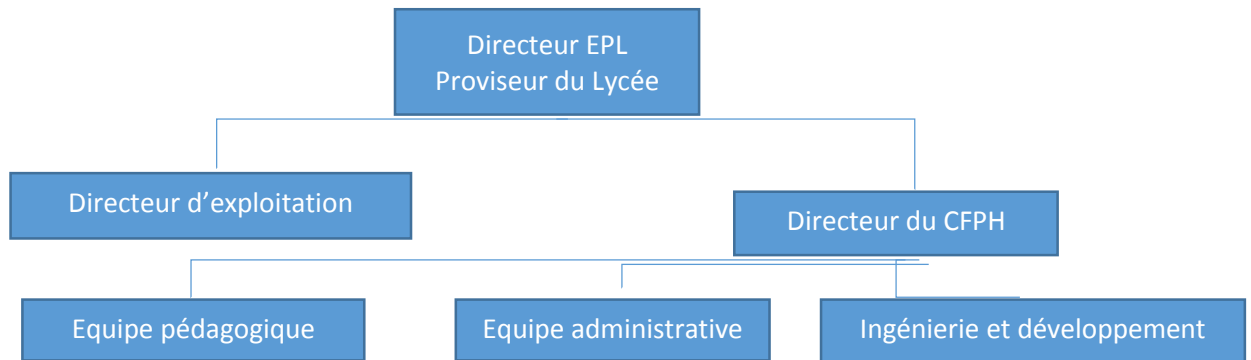 Directeur EPL
Proviseur du Lycée
Directeur d’exploitation
Directeur du CFPH
Equipe pédagogique
Equipe administrative
Ingénierie et développement